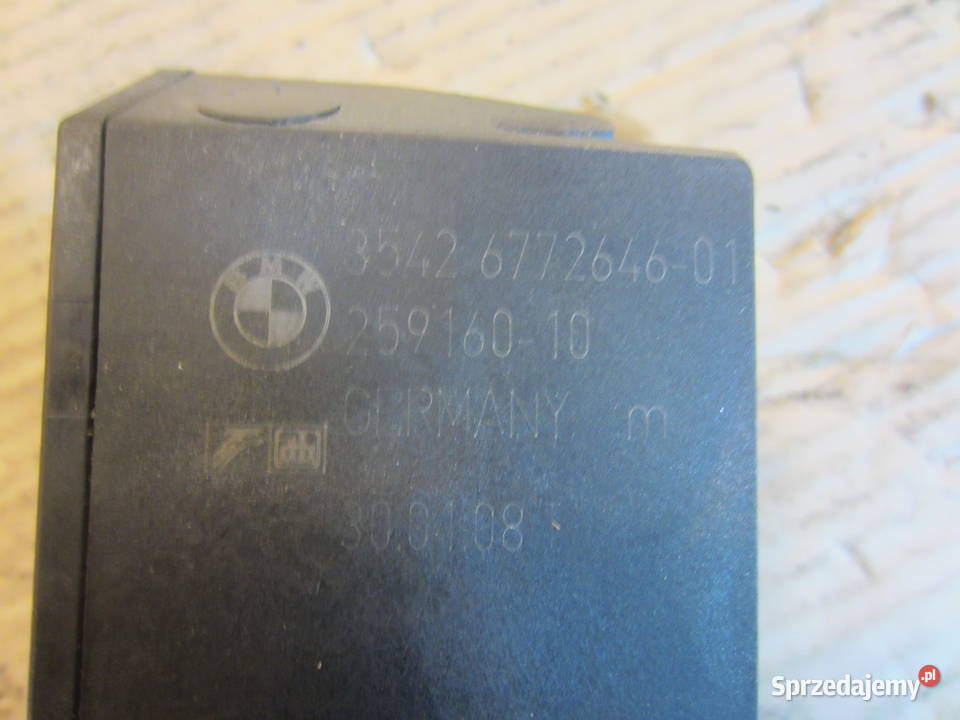 BMW
3542 6772646-01
259160-10
GERMANY m
30.01.08
Sprzedajemy.pl